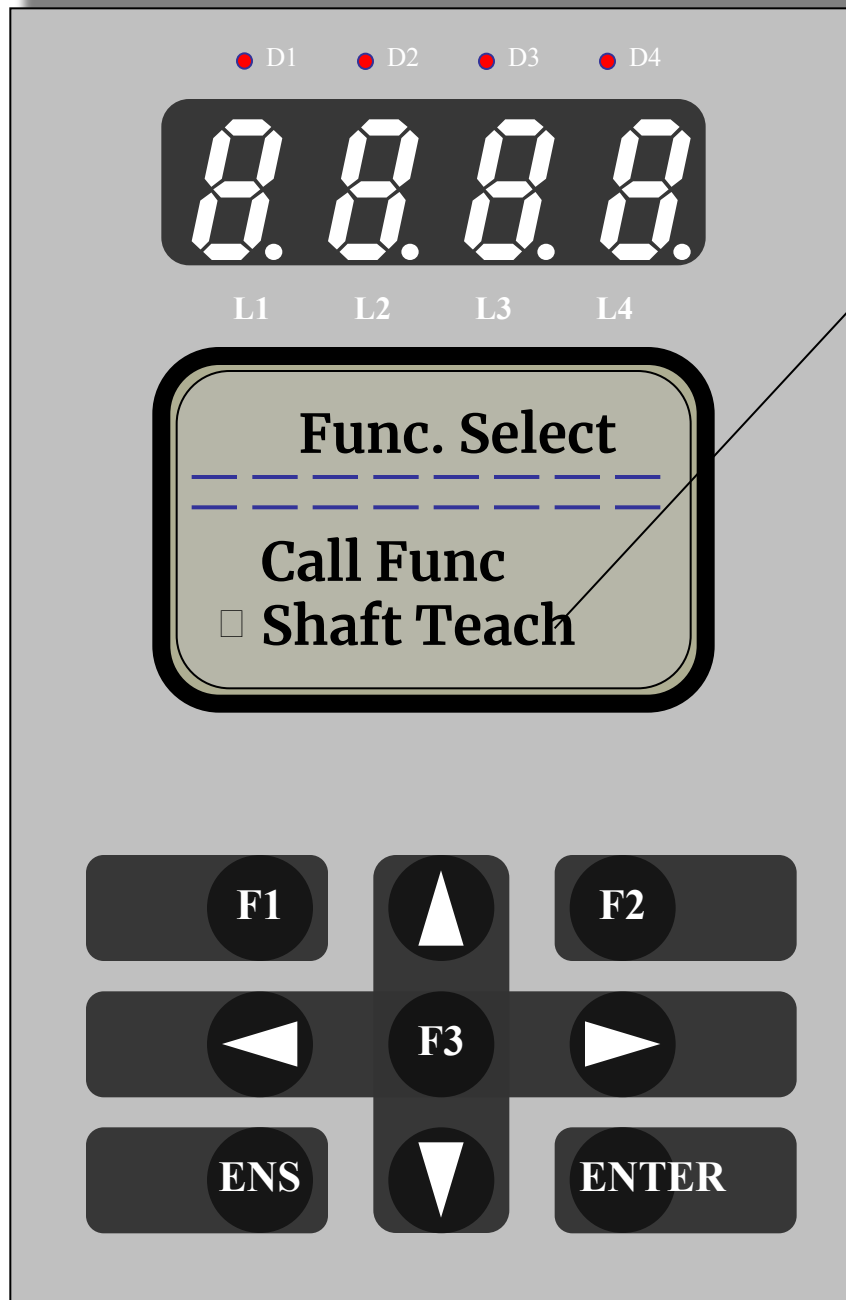 D1 D2 D3 D4
8.8.8.8.
L1 L2 L3 L4
Func. Select
Call Func
□ Shaft Teach
F1 F2
F3
ENS ENTER